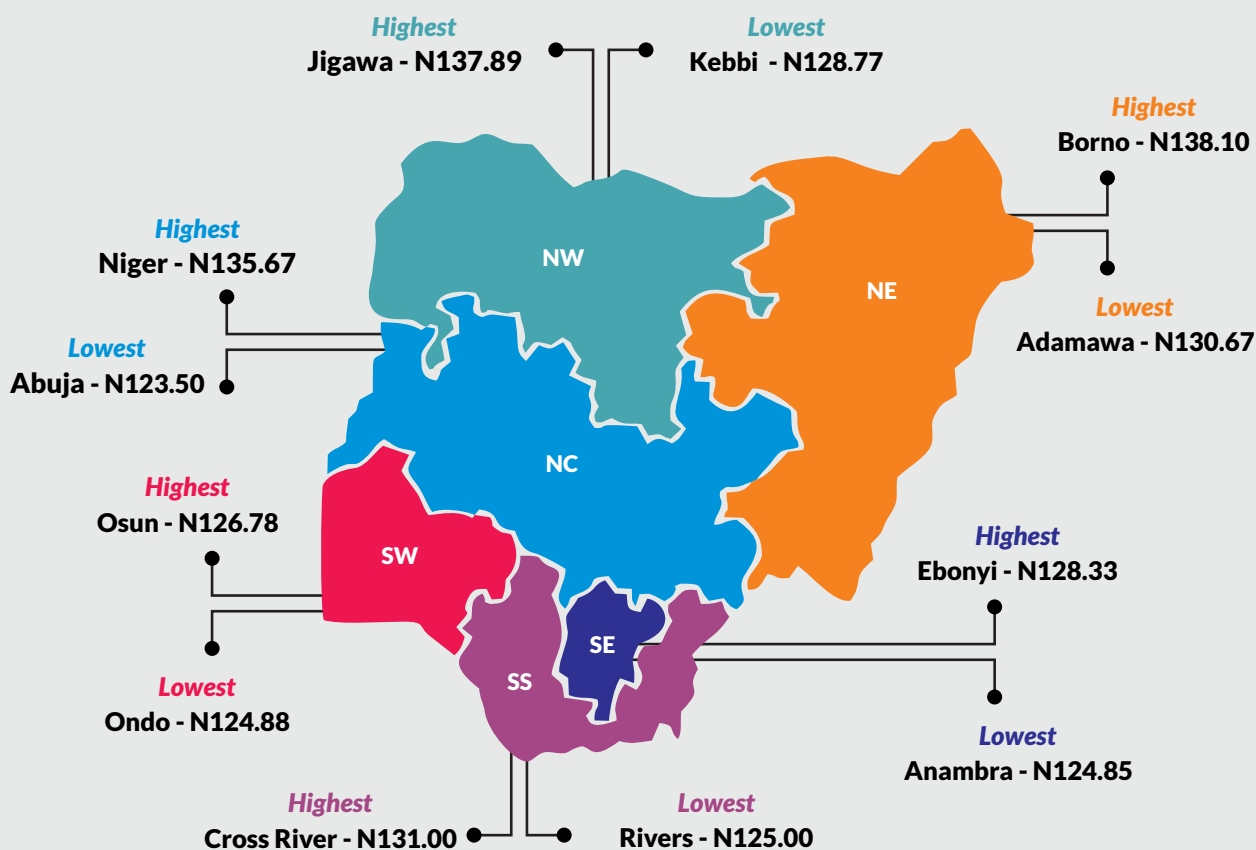 Highest
Jigawa - N137.89
Lowest
Kebbi - N128.77
Highest
Borno - N138.10
Highest
Niger - N135.67
NW
NE
Lowest
Adamawa - N130.67
Lowest
Abuja - N123.50
NC
Highest
Osun - N126.78
SW
Highest
Ebonyi - N128.33
SE
SS
Lowest
Ondo - N124.88
Lowest
Anambra - N124.85
Highest
Cross River - N131.00
Lowest
Rivers - N125.00